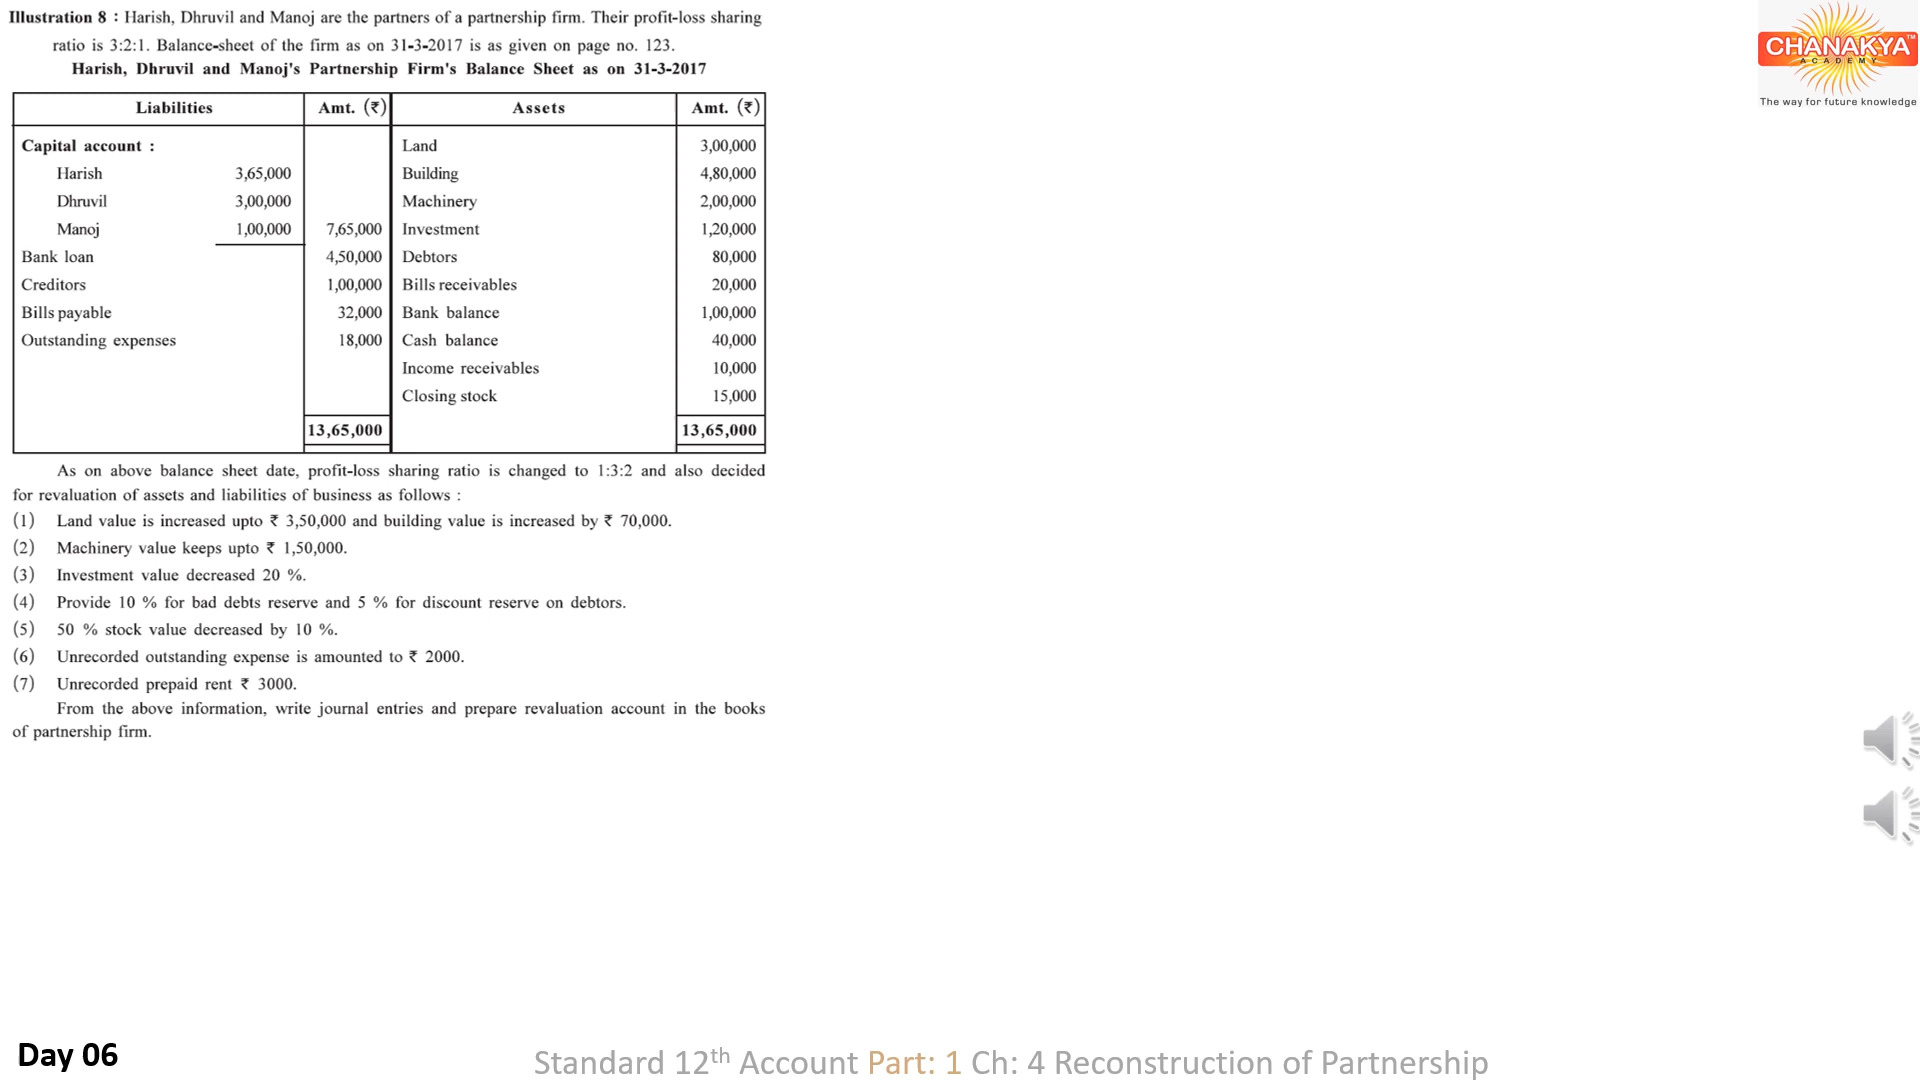 Illustration 8 : Harish, Dhruvil and Manoj are the partners of a partnership firm. Their profit-loss sharing
ratio is 3:2:1. Balance-sheet of the firm as on 31-3-2017 is as given on page no. 123.
Harish, Dhruvil and Manoj's Partnership Firm's Balance Sheet as on 31-3-2017
Liabilities Amt. (₹) Assets Amt. (₹)
Capital account : Land 3,00,000
Harish 3,65,000 Building 4,80,000
Dhruvil 3,00,000 Machinery 2,00,000
Manoj 1,00,000 7,65,000 Investment 1,20,000
Bank loan 4,50,000 Debtors 80,000
Creditors 1,00,000 Bills receivables 20,000
Bills payable 32,000 Bank balance 1,00,000
Outstanding expenses 18,000 Cash balance 40,000
Income receivables 10,000
Closing stock 15,000
13,65,000 13,65,000
As on above balance sheet date, profit-loss sharing ratio is changed to 1:3:2 and also decided
for revaluation of assets and liabilities of business as follows :
(1) Land value is increased upto ₹ 3,50,000 and building value is increased by ₹ 70,000.
(2) Machinery value keeps upto ₹ 1,50,000.
(3) Investment value decreased 20 %.
(4) Provide 10 % for bad debts reserve and 5 % for discount reserve on debtors.
(5) 50 % stock value decreased by 10 %.
(6) Unrecorded outstanding expense is amounted to ₹ 2000.
(7) Unrecorded prepaid rent ₹ 3000.
From the above information, write journal entries and prepare revaluation account in the books
of partnership firm.
CHANAKYA TM
ACADEMY
The way for future knowledge
Day 06
Standard 12th Account Part: 1 Ch: 4 Reconstruction of Partnership